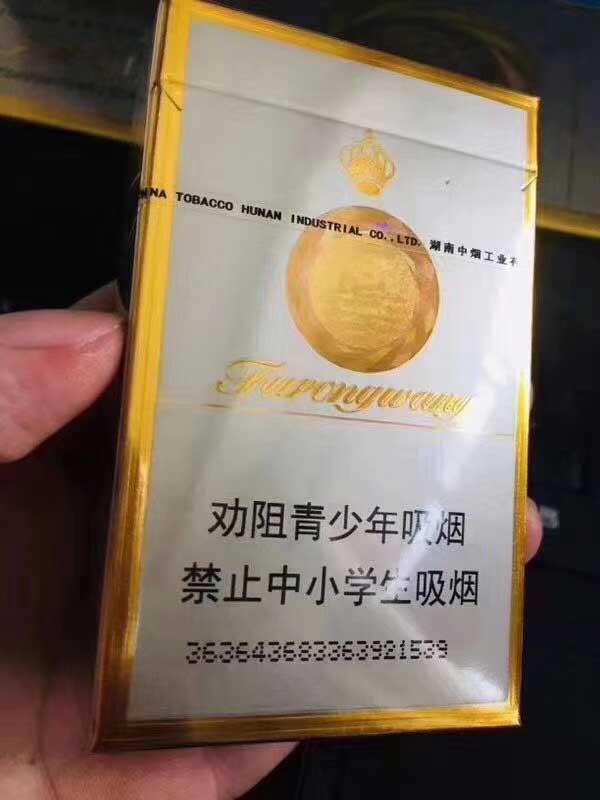 NA TOBACCO HUNAN INDUSTRIAL CO.,LTD. 湖南中烟工业
Furongwang
劝阻青少年吸烟
禁止中小学生吸烟
363643683363921539